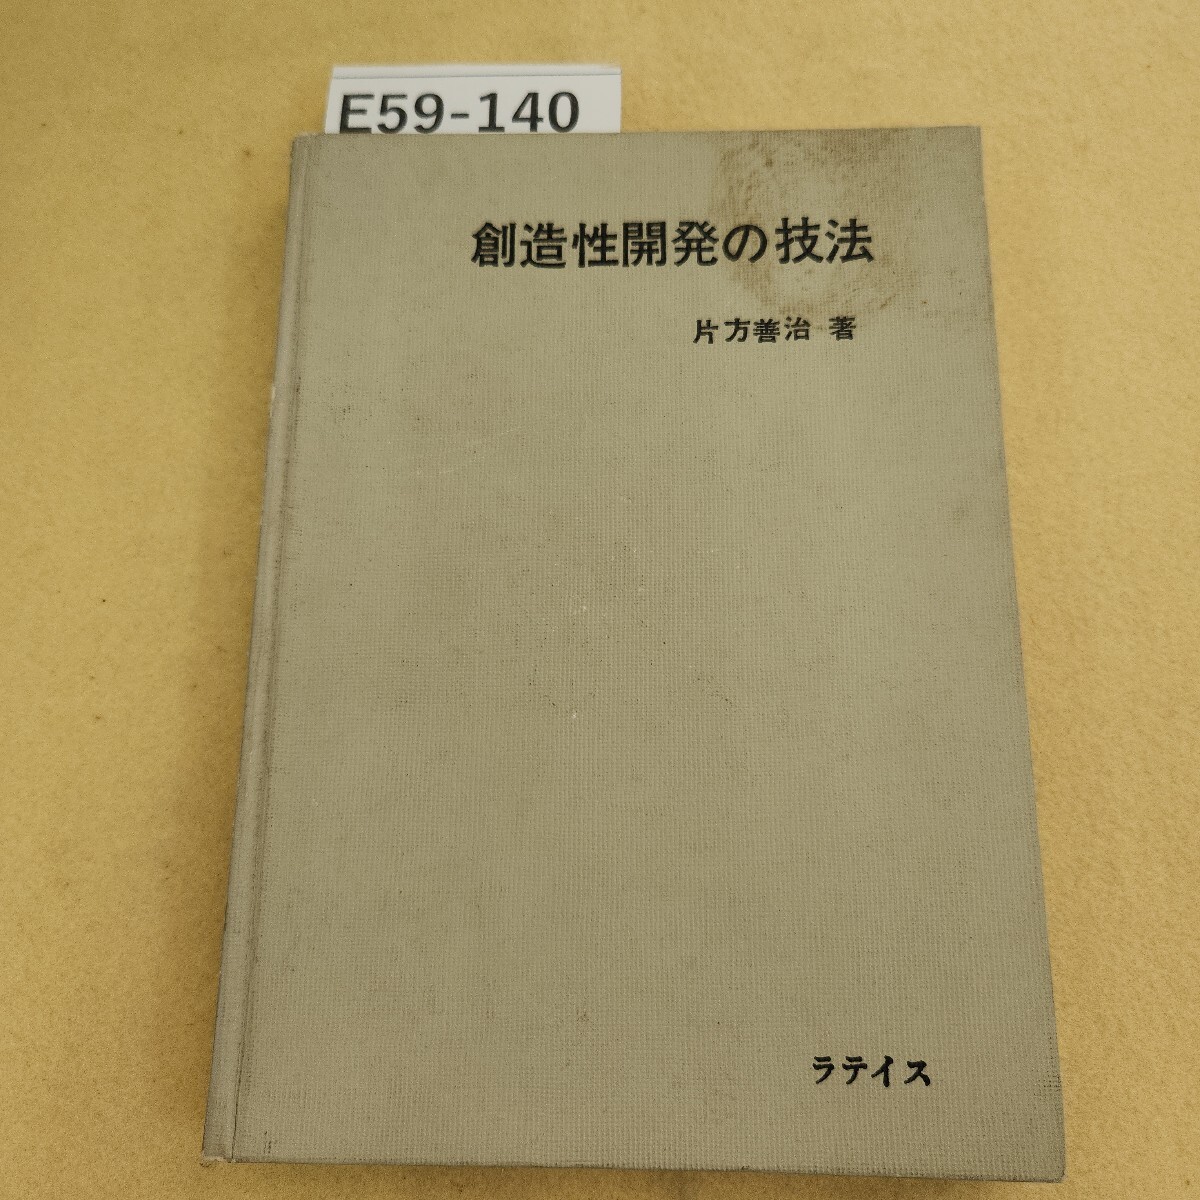 E59-140
創造性開発の技法
片方善治 著
ラテイス